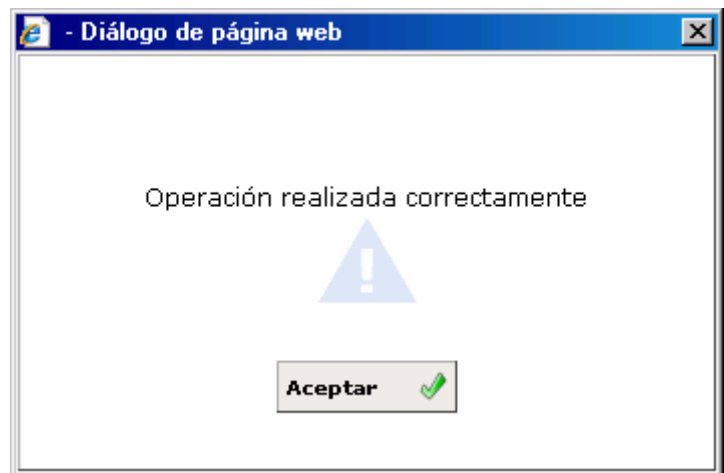 - Diálogo de página web
Operación realizada correctamente
Aceptar